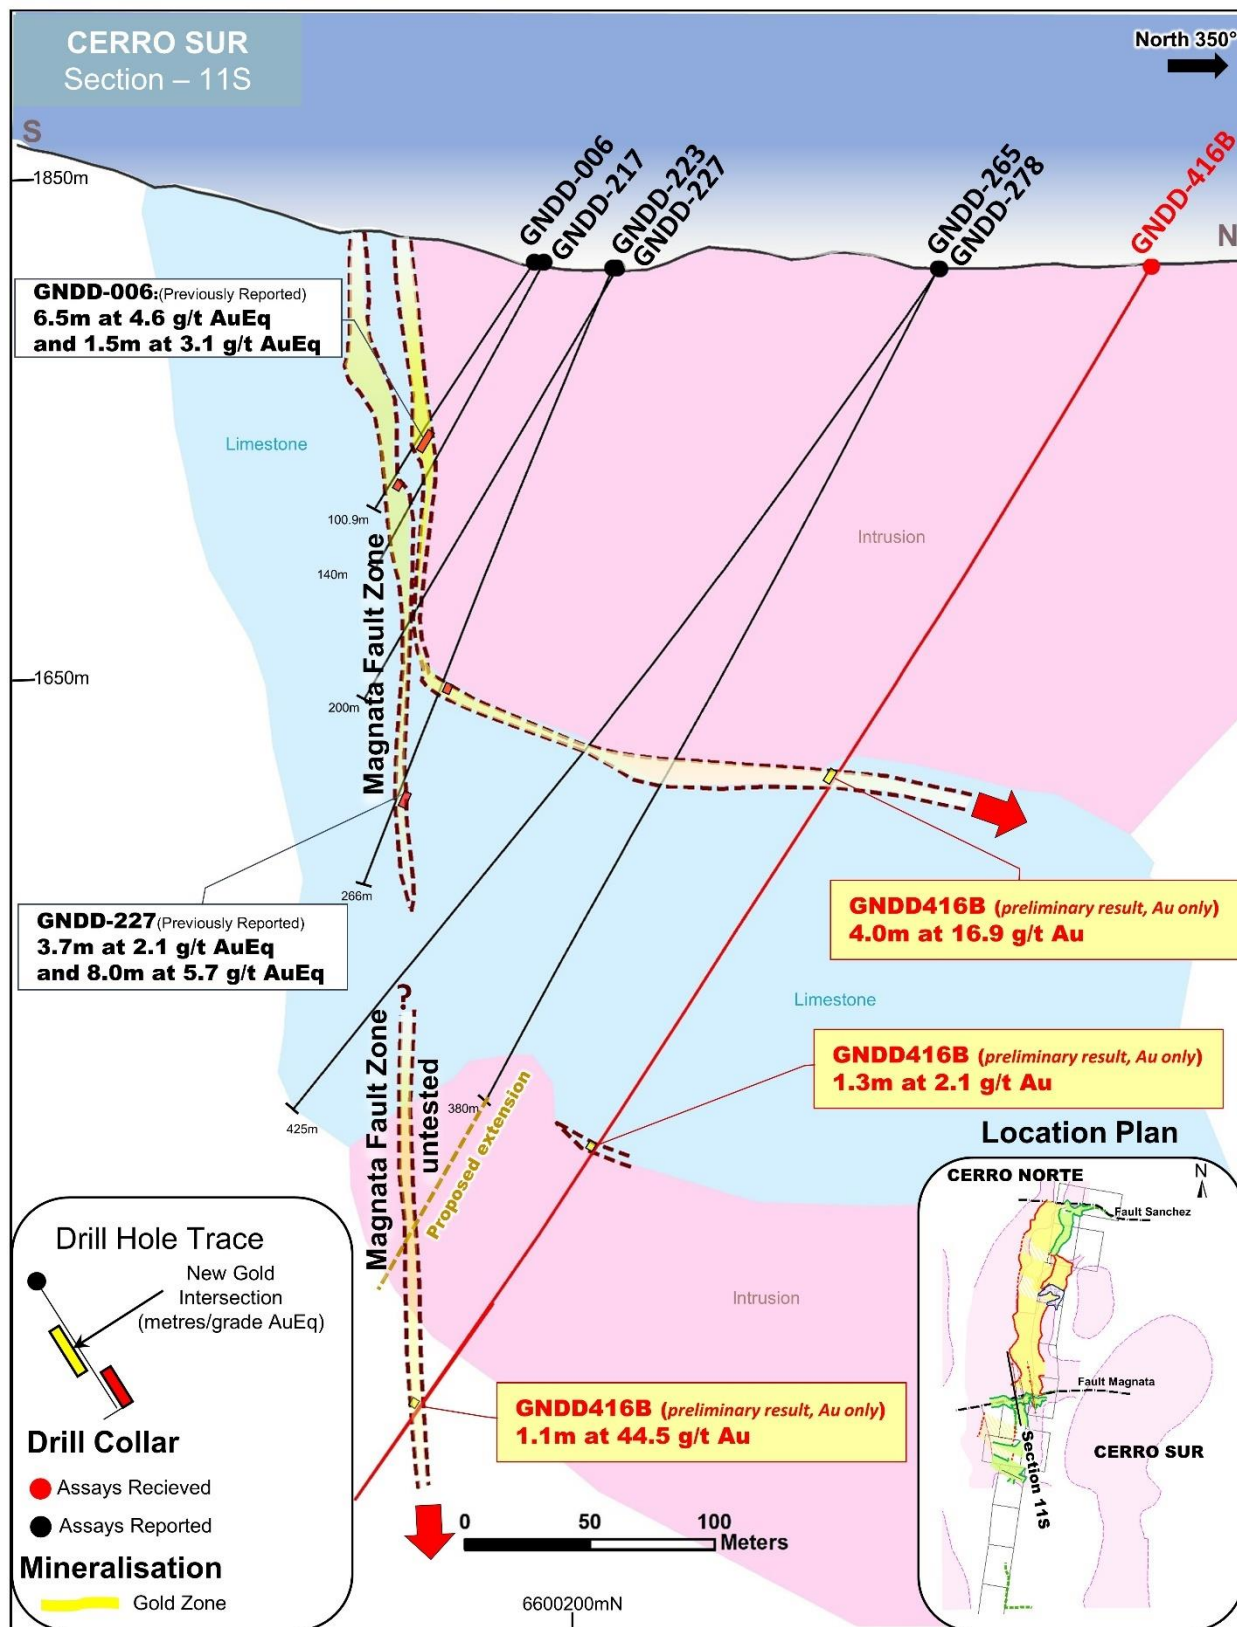 CERRO SUR
Section – 11S
North 350°
S
N
1850m
1650m
GNDD-006
GNDD-217
GNDD-223
GNDD-227
GNDD-265
GNDD-278
GNDD-416B
GNDD-006:(Previously Reported)
6.5m at 4.6 g/t AuEq
and 1.5m at 3.1 g/t AuEq
Limestone
Intrusion
100.9m
140m
200m
266m
Magnata Fault Zone
GNDD-227(Previously Reported)
3.7m at 2.1 g/t AuEq
and 8.0m at 5.7 g/t AuEq
GNDD416B (preliminary result, Au only)
4.0m at 16.9 g/t Au
Limestone
?
Magnata Fault Zone
untested
425m
380m
Proposed extension
GNDD416B (preliminary result, Au only)
1.3m at 2.1 g/t Au
Intrusion
GNDD416B (preliminary result, Au only)
1.1m at 44.5 g/t Au
0
50
100
Meters
6600200mN
Drill Hole Trace
New Gold
Intersection
(metres/grade AuEq)
Drill Collar
Assays Recieved
Assays Reported
Mineralisation
Gold Zone
Location Plan
CERRO NORTE
N
Fault Sanchez
Fault Magnata
CERRO SUR
Section 11S